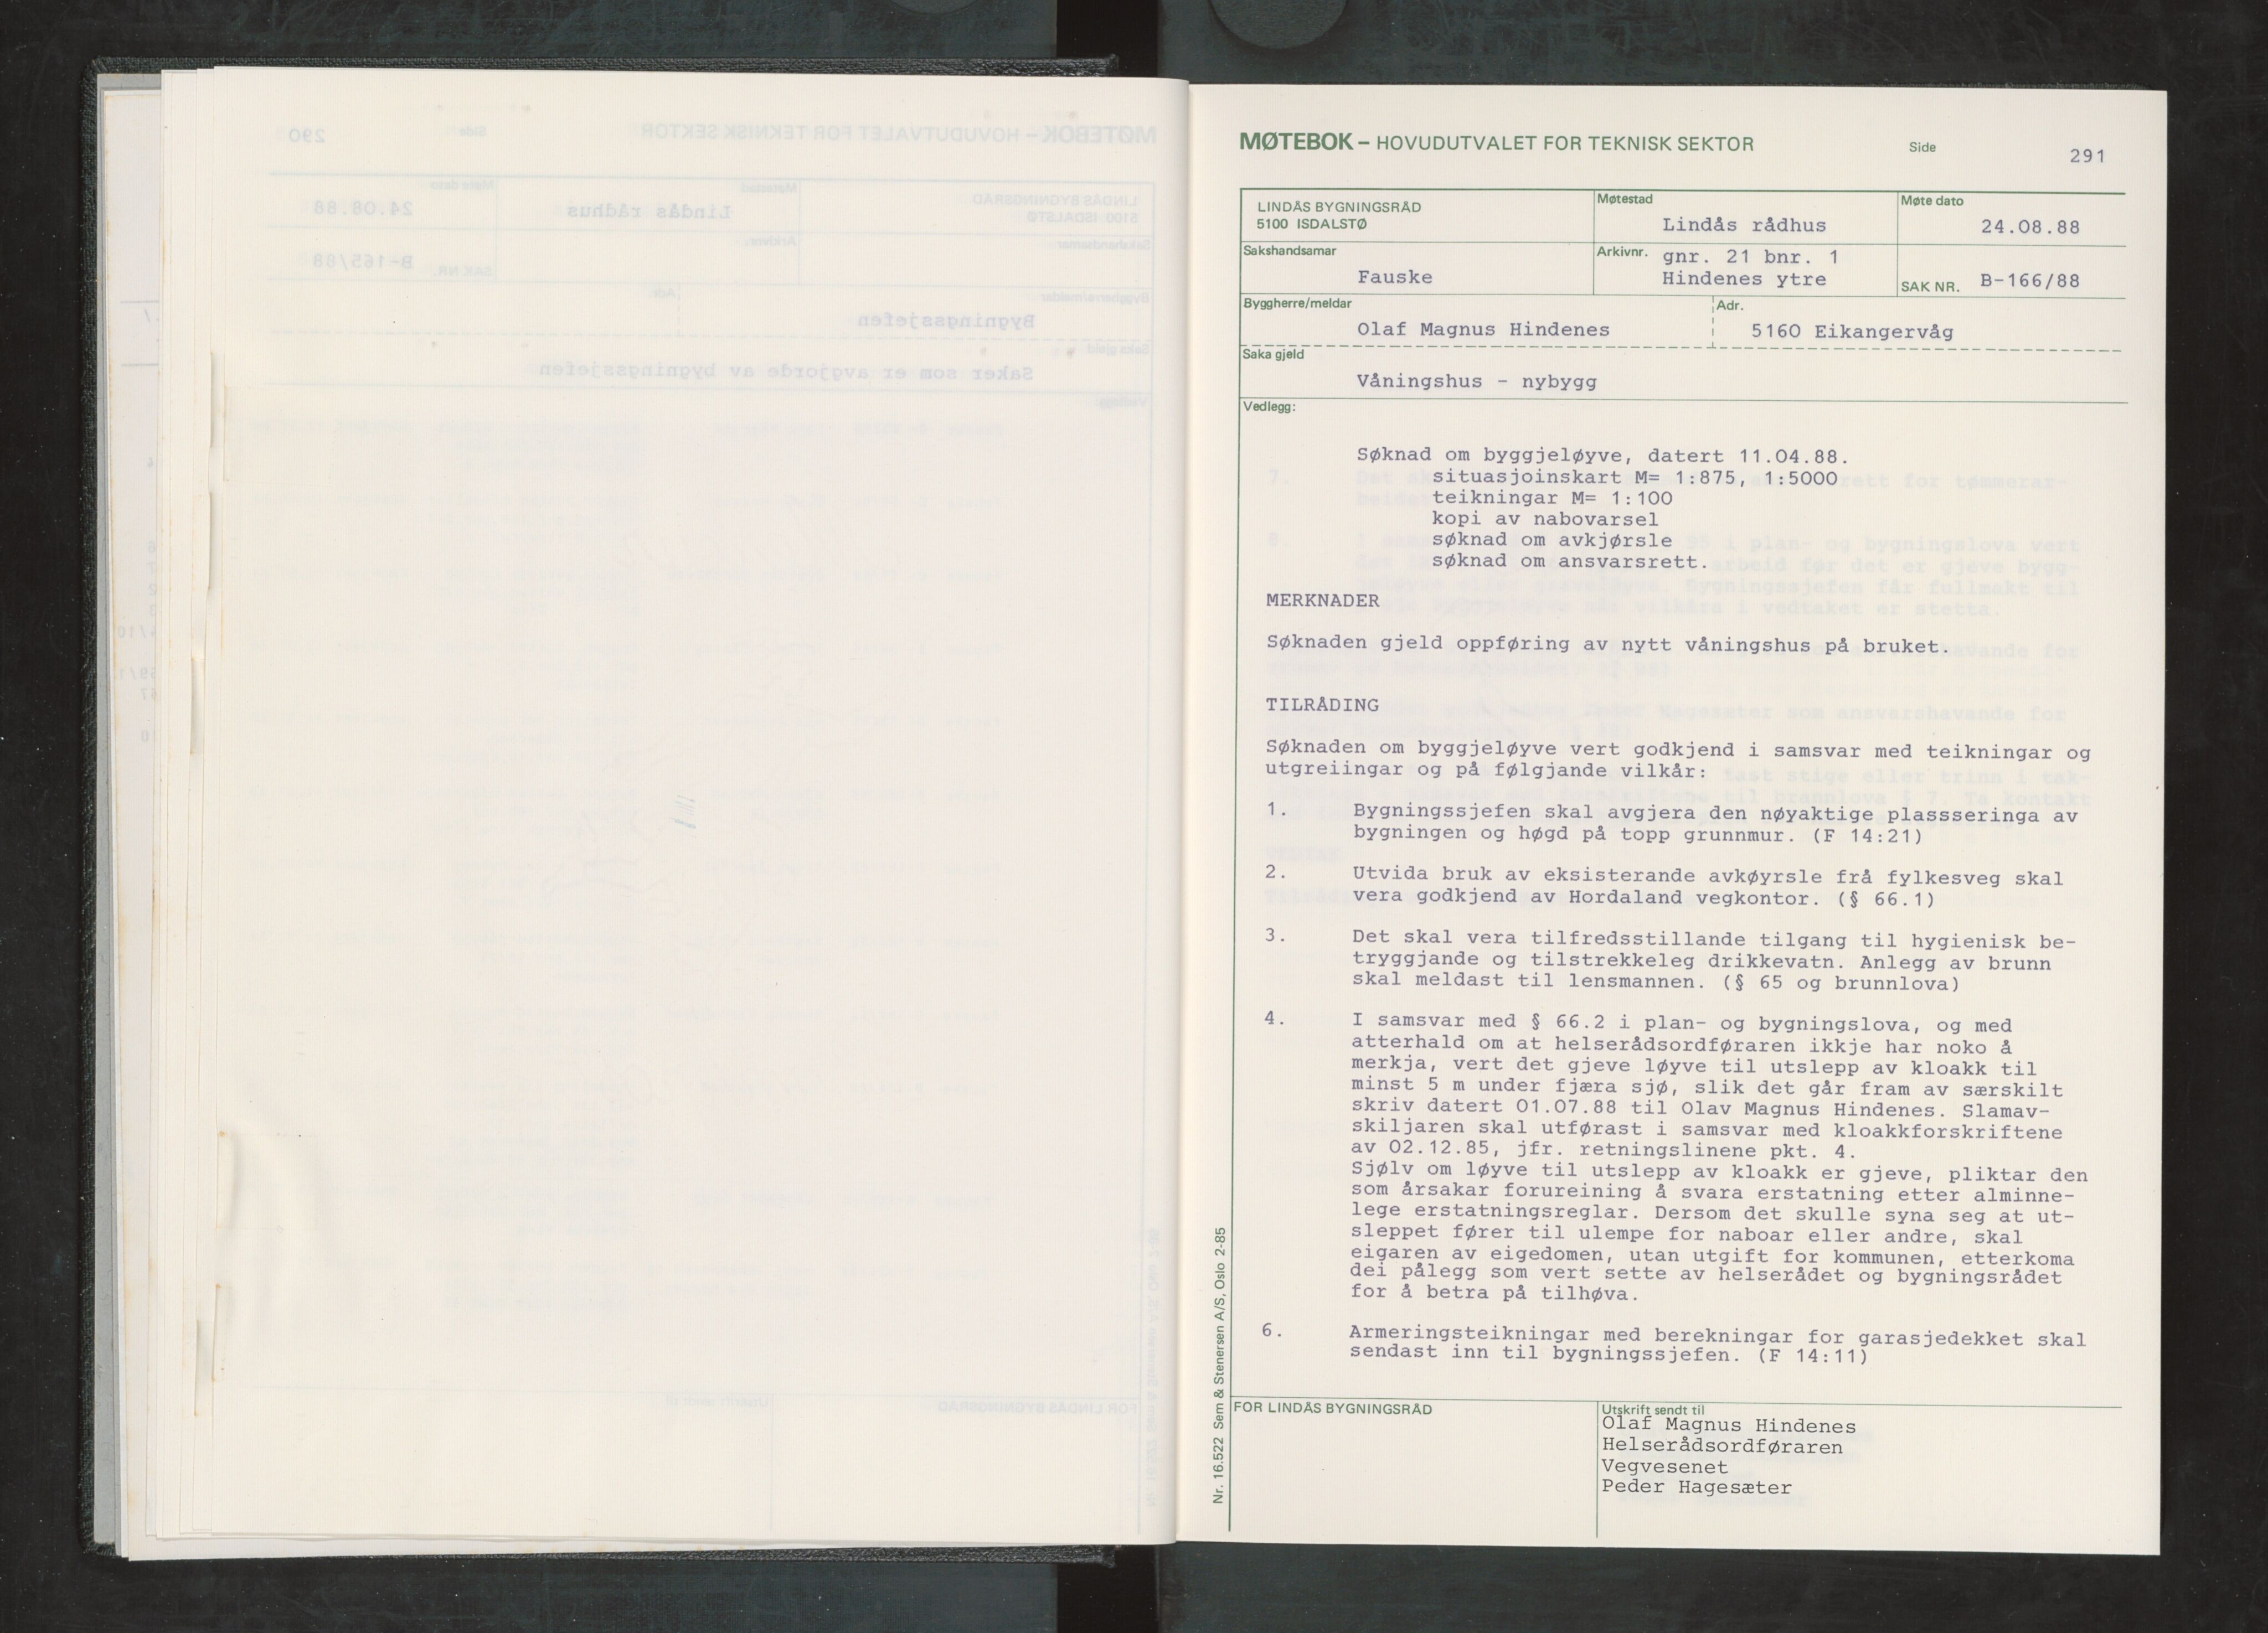 MØTEBOK – HOVUDUTVALET FOR TEKNISK SEKTOR Side 291
LINDÅS BYGNINGSRÅD
5100 ISDALSTØ
Møtestad
Lindås rådhus
Møte dato
24.08.88
Sakshandsamar
Fauske
Arkivnr. gnr. 21 bnr. 1
Hindenes ytre
SAK NR. B-166/88
Byggherre/meldar
Olaf Magnus Hindenes
Adr.
5160 Eikangervåg
Saka gjeld
Våningshus - nybygg
Vedlegg:
Søknad om byggjeløyve, datert 11.04.88.
situasjoinskart M= 1:875, 1:5000
teikningar M= 1:100
kopi av nabovarsel
søknad om avkjørsle
søknad om ansvarsrett.
MERKNADER
Søknaden gjeld oppføring av nytt våningshus på bruket.
TILRÅDING
Søknaden om byggjeløyve vert godkjend i samsvar med teikningar og
utgreiingar og på følgjande vilkår:
1. Bygningssjefen skal avgjera den nøyaktige plassseringa av
bygningen og høgd på topp grunnmur. (F 14:21)
2. Utvida bruk av eksisterande avkøyrsle frå fylkesveg skal
vera godkjend av Hordaland vegkontor. (§ 66.1)
3. Det skal vera tilfredsstillande tilgang til hygienisk be-
tryggjande og tilstrekkeleg drikkevatn. Anlegg av brunn
skal meldast til lensmannen. (§ 65 og brunnlova)
4. I samsvar med § 66.2 i plan- og bygningslova, og med
atterhald om at helserådsordføraren ikkje har noko å
merkja, vert det gjeve løyve til utslepp av kloakk til
minst 5 m under fjæra sjø, slik det går fram av særskilt
skriv datert 01.07.88 til Olav Magnus Hindenes. Slamav-
skiljaren skal utførast i samsvar med kloakkforskriftene
av 02.12.85, jfr. retningslinene pkt. 4.
Sjølv om løyve til utslepp av kloakk er gjeve, pliktar den
som årsakar forureining å svara erstatning etter alminne-
lege erstatningsreglar. Dersom det skulle syna seg at ut-
sleppet fører til ulempe for naboar eller andre, skal
eigaren av eigedomen, utan utgift for kommunen, etterkoma
dei pålegg som vert sette av helserådet og bygningsrådet
for å betra på tilhøva.
6. Armeringsteikningar med berekningar for garasjedekket skal
sendast inn til bygningssjefen. (F 14:11)
FOR LINDÅS BYGNINGSRÅD
Utskrift sendt til
Olaf Magnus Hindenes
Helserådsordføraren
Vegvesenet
Peder Hagesæter
Nr. 16.522 Sem & Stenersen A/S, Oslo 2-85